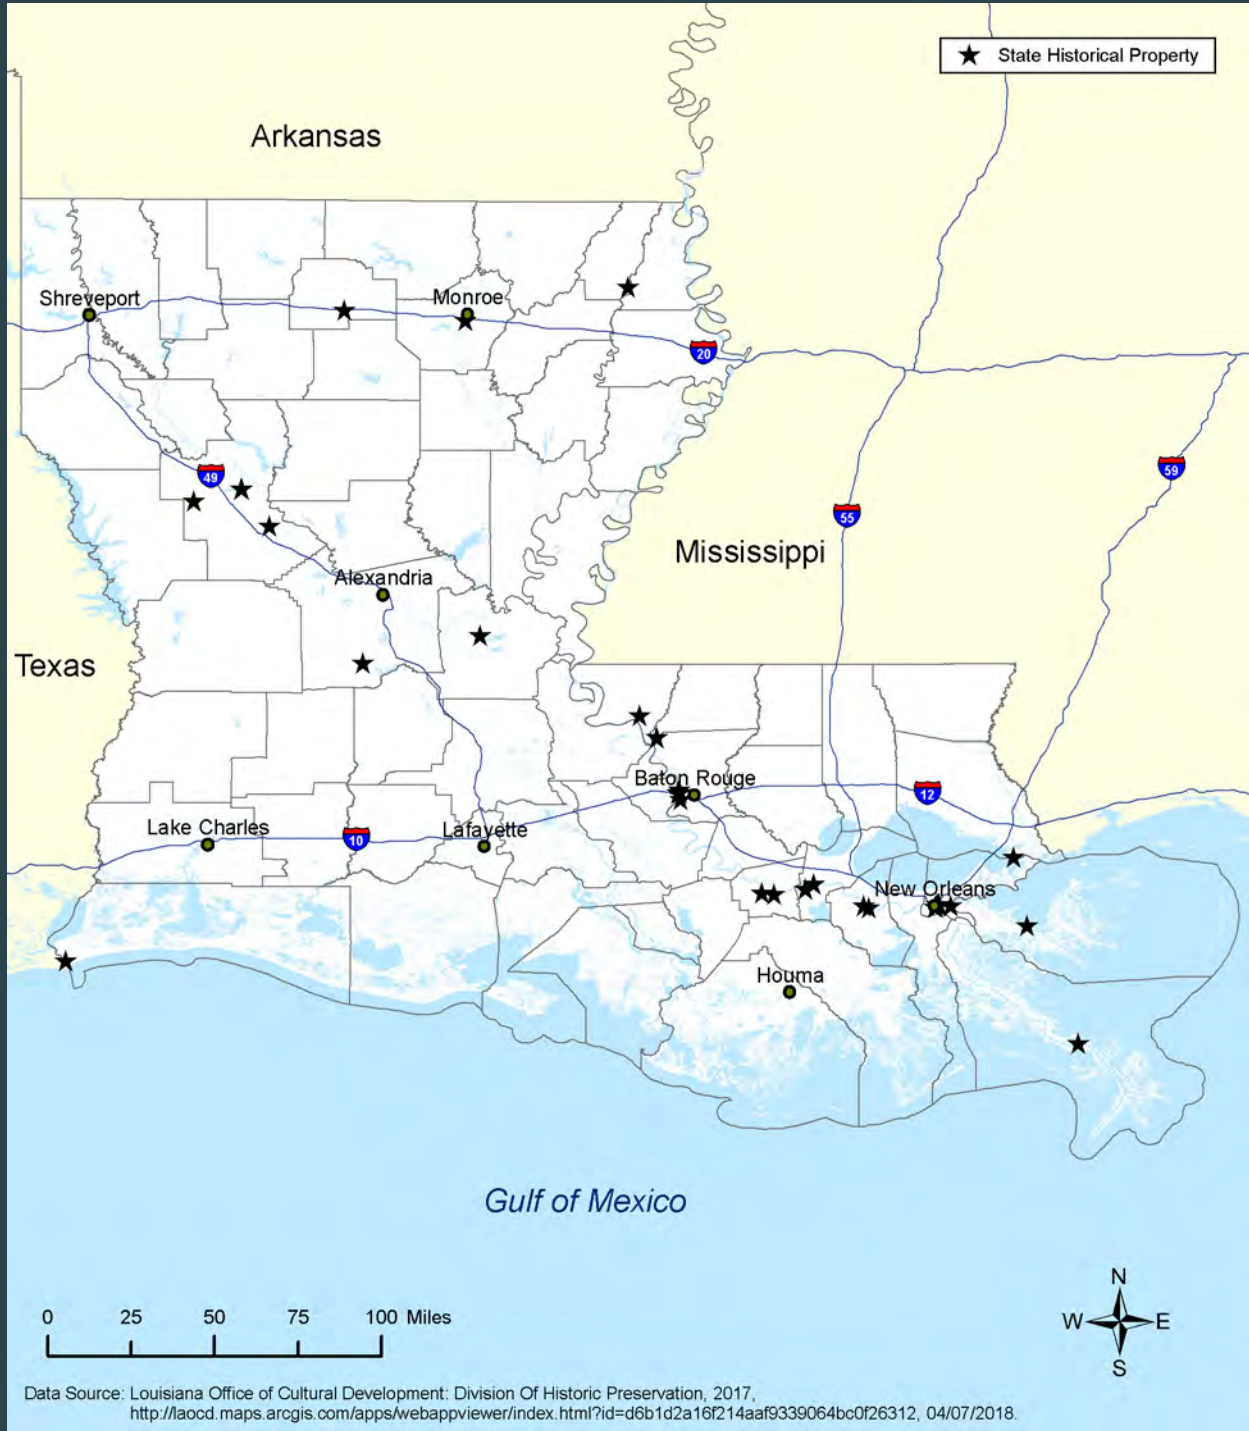 State Historical Property
Arkansas
Shreveport
Monroe
20
49
59
55
Mississippi
Alexandria
Texas
Baton Rouge
12
Lake Charles
10
Lafayette
New Orleans
Houma
Gulf of Mexico
N
W E
S
0 25 50 75 100 Miles
Data Source: Louisiana Office of Cultural Development: Division Of Historic Preservation, 2017,
http://laocd.maps.arcgis.com/apps/webappviewer/index.html?id=d6b1d2a16f214aaf9339064bc0f26312, 04/07/2018.